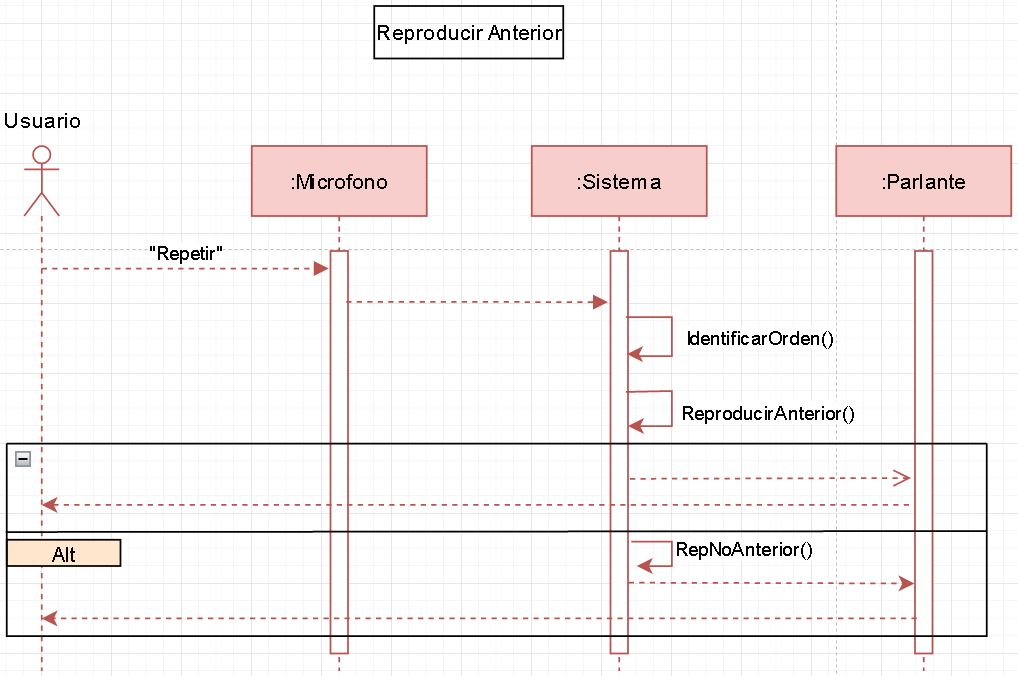 Reproducir Anterior
Usuario
:Microfono
:Sistema
:Parlante
"Repetir"
IdentificarOrden()
ReproducirAnterior()
Alt
RepNoAnterior()